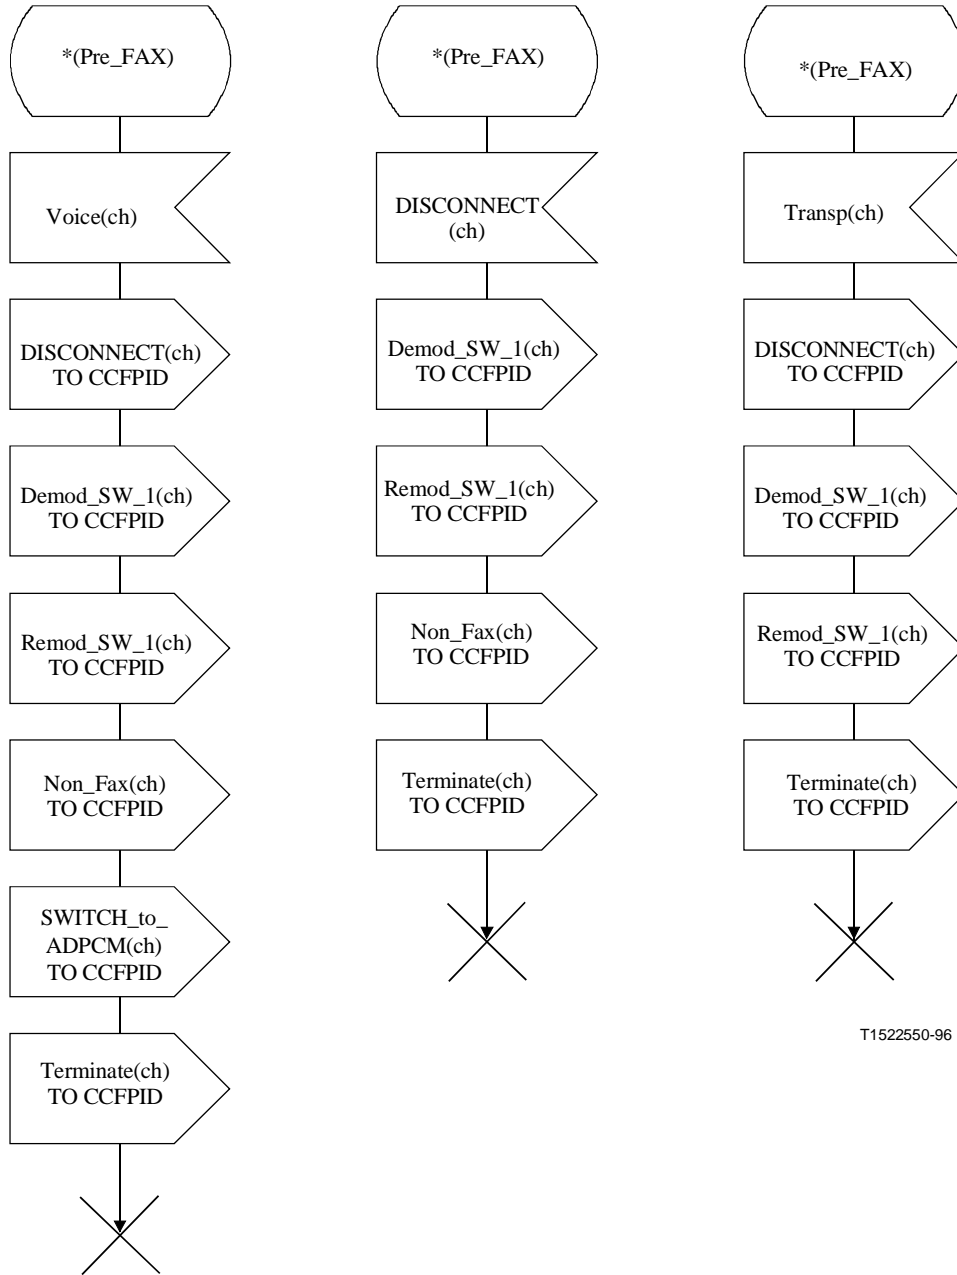 *(Pre_FAX)
Voice(ch)
DISCONNECT(ch)
TO CCFPID
Demod_SW_1(ch)
TO CCFPID
Remod_SW_1(ch)
TO CCFPID
Non_Fax(ch)
TO CCFPID
SWITCH_to_
ADPCM(ch)
TO CCFPID
Terminate(ch)
TO CCFPID
*(Pre_FAX)
DISCONNECT
(ch)
Demod_SW_1(ch)
TO CCFPID
Remod_SW_1(ch)
TO CCFPID
Non_Fax(ch)
TO CCFPID
Terminate(ch)
TO CCFPID
*(Pre_FAX)
Transp(ch)
DISCONNECT(ch)
TO CCFPID
Demod_SW_1(ch)
TO CCFPID
Remod_SW_1(ch)
TO CCFPID
Terminate(ch)
TO CCFPID
T1522550-96